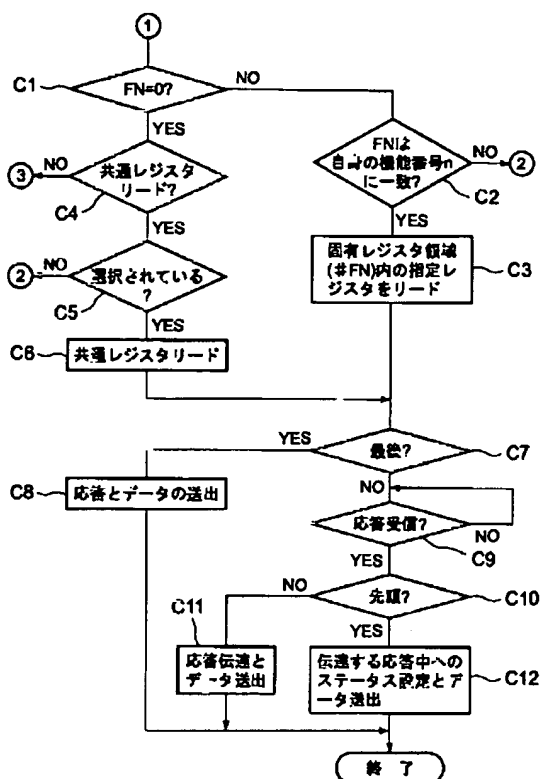 ①
C1
FN=0?
NO
YES
FNは
自身の機能番号n
に一致?
NO
②
C2
YES
③
NO
共通レジスタ
リード?
C4
YES
固有レジスタ領域
(#FN)内の指定レ
ジスタをリード
C3
②
NO
選択されている
?
C5
YES
C6
共通レジスタリード
YES
最後?
C7
NO
C8
応答とデータの送出
応答受信?
NO
C9
YES
NO
先頭?
C10
YES
C11
応答伝達と
データ送出
伝達する応答中への
ステータス設定とデ
ータ送出
C12
終 了